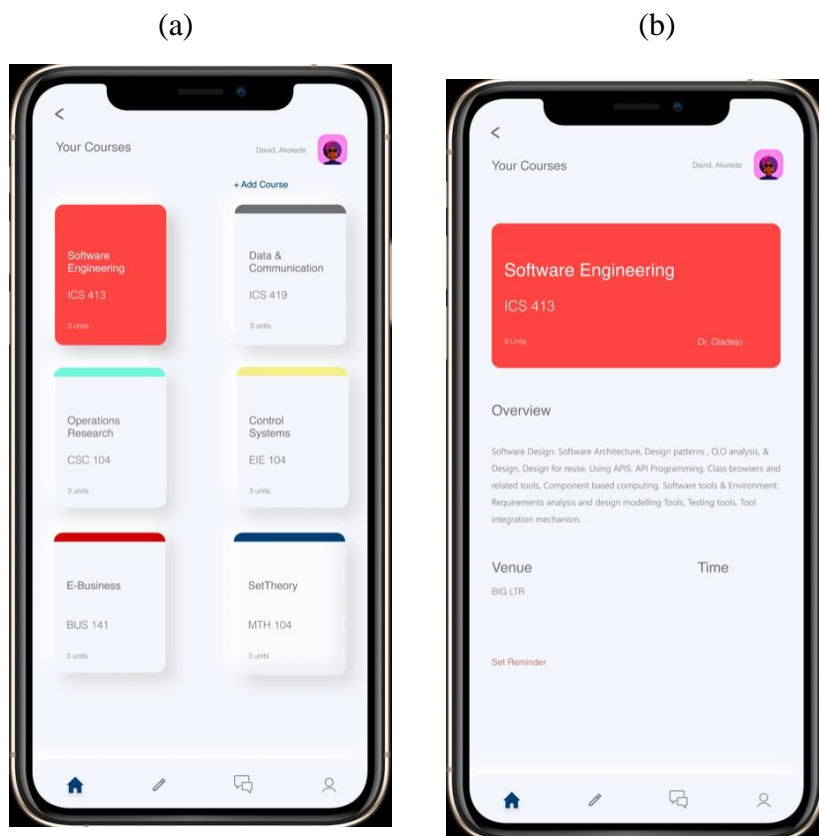 (a)
(b)
Your Courses
David, Akorede
+ Add Course
Software
Engineering
ICS 413
3 units
Data &
Communication
ICS 419
3 units
Operations
Research
CSC 104
3 units
Control
Systems
EIE 104
3 units
E-Business
BUS 141
3 units
SetTheory
MTH 104
3 units
Your Courses
David, Akorede
Software Engineering
ICS 413
3 Units
Dr. Oladejo
Overview
Software Design: Software Architecture, Design patterns , O,O analysis, &
Design, Design for reuse, Using APIS: API Programming, Class browsers and
related tools, Component based computing. Software tools & Environment:
Requirements analysis and design modelling Tools, Testing tools, Tool
integration mechanism.
Venue
Time
BIG LTR
Set Reminder